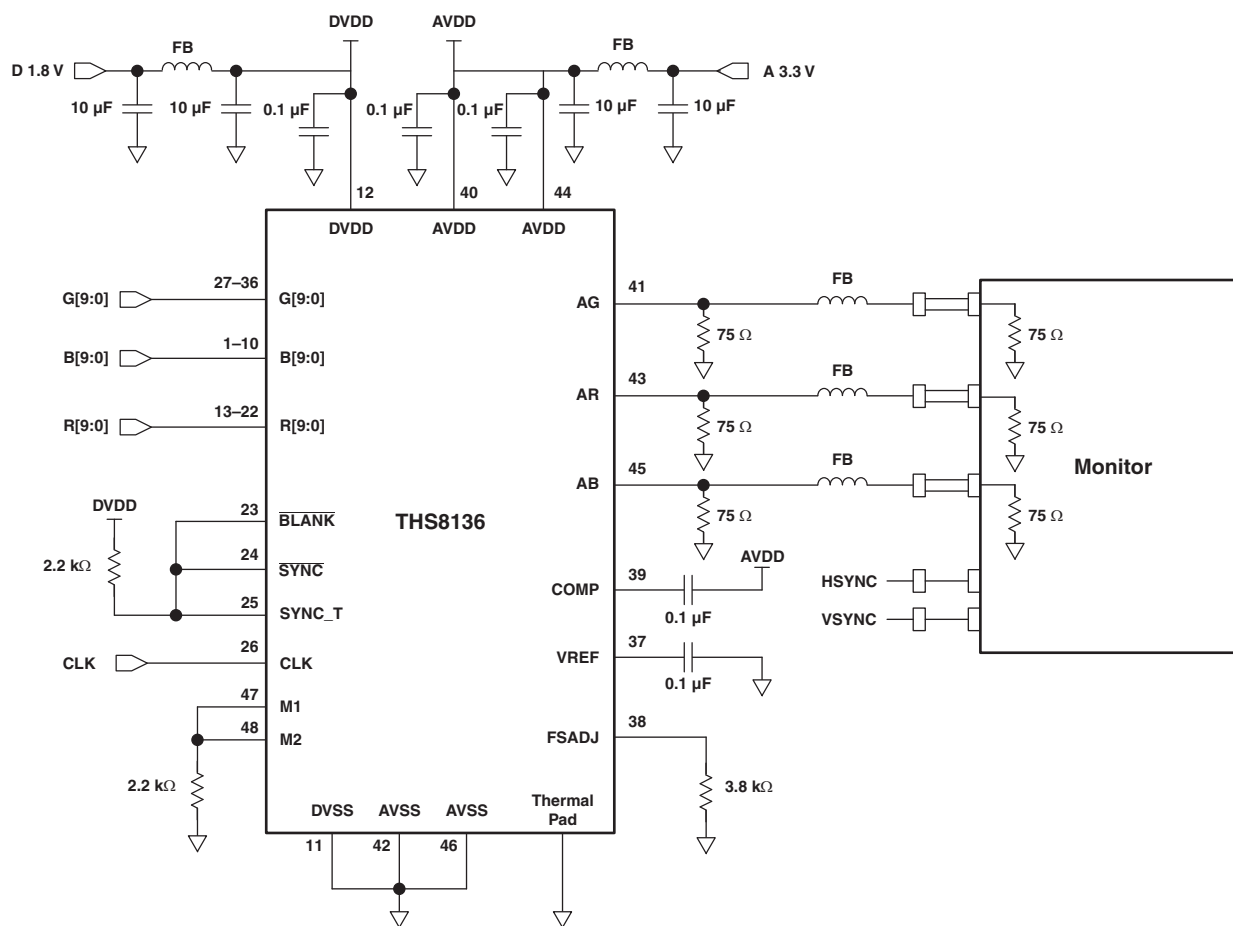 DVDD
AVDD
FB
FB
D 1.8 V
A 3.3 V
10 µF
10 µF
0.1 µF
0.1 µF
0.1 µF
10 µF
10 µF
12
40
44
DVDD
AVDD
AVDD
G[9:0]
27–36
G[9:0]
B[9:0]
1–10
B[9:0]
R[9:0]
13–22
R[9:0]
DVDD
2.2 kΩ
23
BLANK
24
SYNC
25
SYNC_T
CLK
26
CLK
47
M1
48
M2
2.2 kΩ
THS8136
AG
41
FB
75 Ω
75 Ω
AR
43
FB
75 Ω
75 Ω
AB
45
FB
75 Ω
75 Ω
Monitor
HSYNC
VSYNC
COMP
39
0.1 µF
AVDD
VREF
37
0.1 µF
FSADJ
38
3.8 kΩ
DVSS
AVSS
AVSS
Thermal
Pad
11
42
46